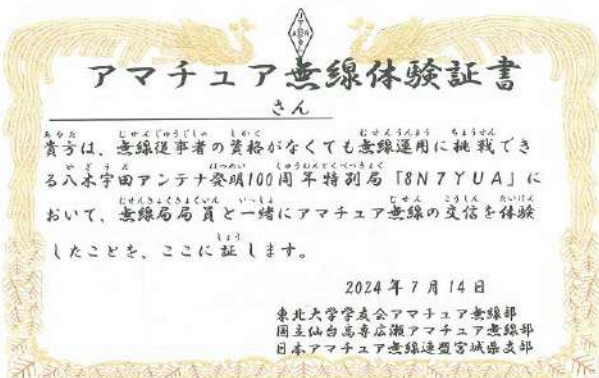 アマチュア無線体験証書
さん
貴方は、無線従事者の資格がなくても無線運用に挑戦でき
る八木宇田アンテナ発明100周年特別局「8N7YUA」に
おいて、無線局局員と一緒にアマチュア無線の交信を体験
したことを、ここに証します。
2024年7月14日
東北大学学友会アマチュア無線部
国立仙台高専広瀬アマチュア無線部
日本アマチュア無線連盟宮城県支部